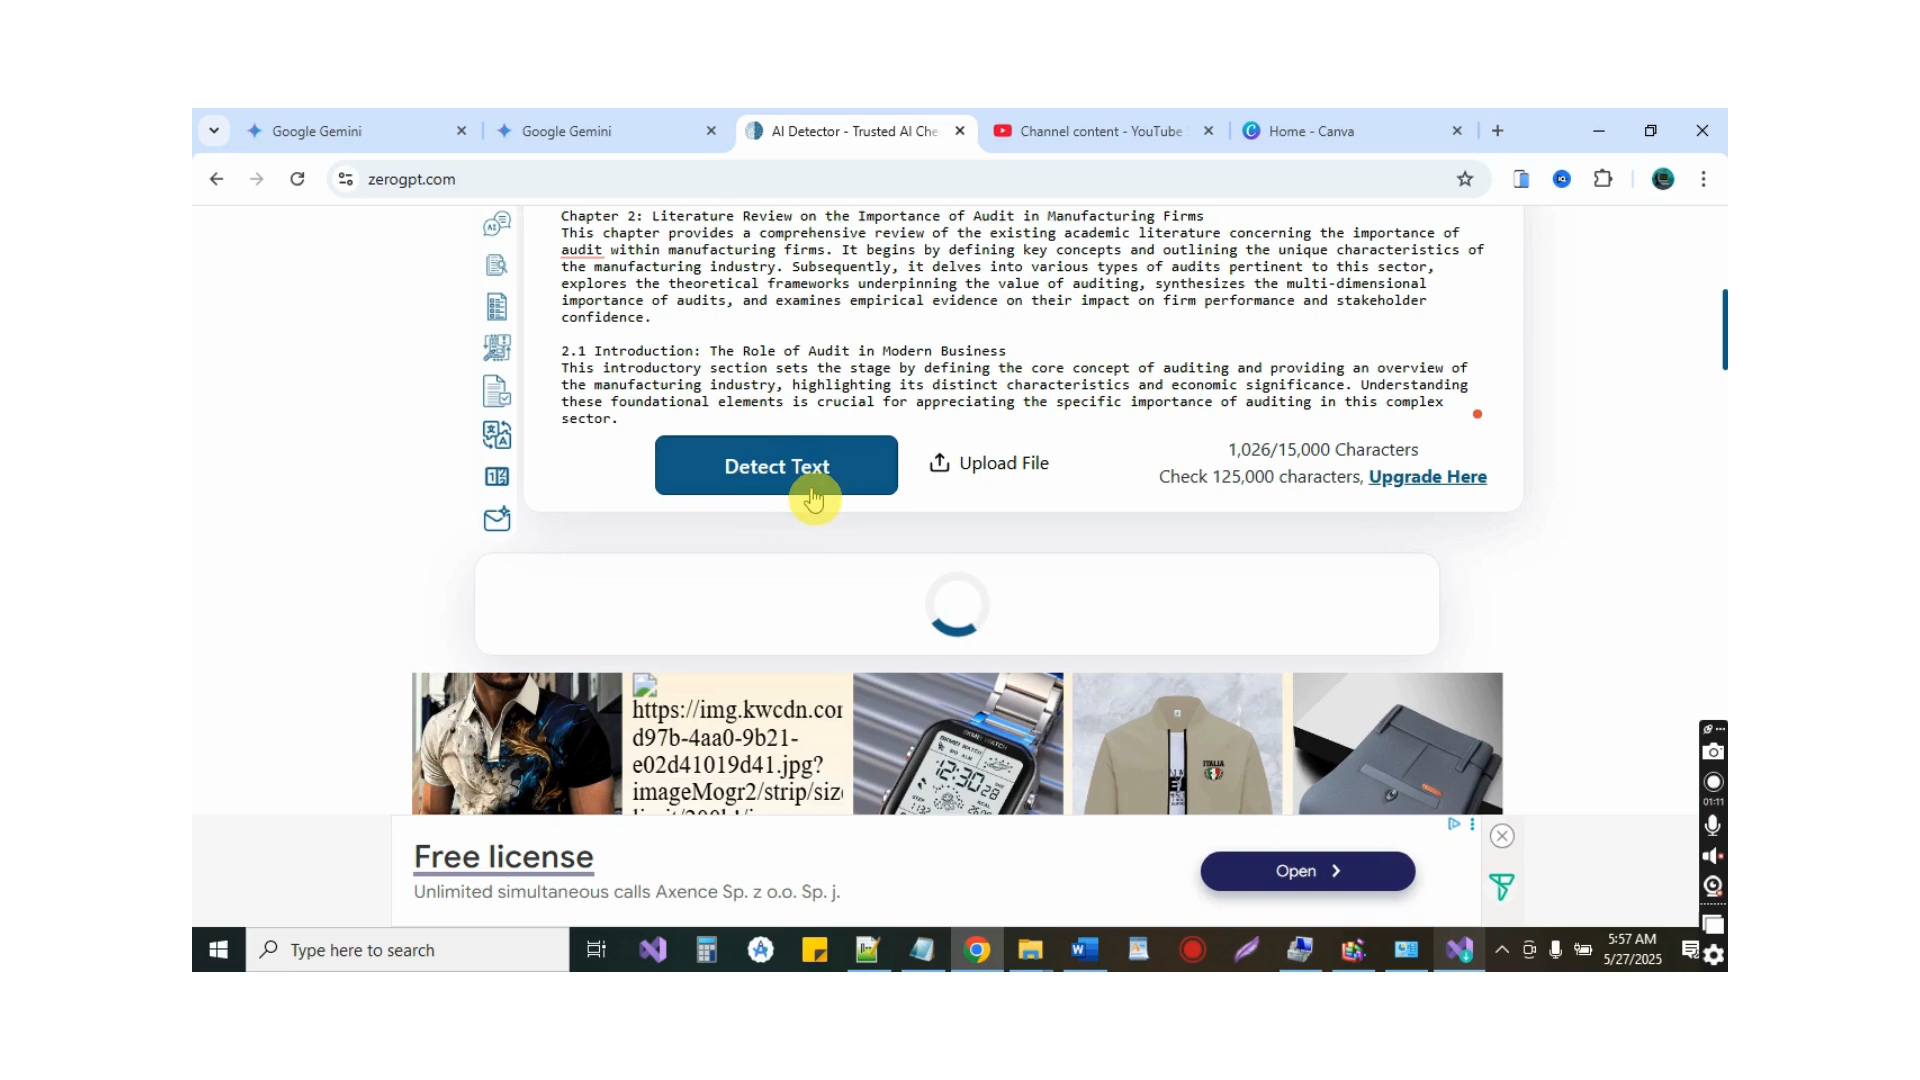 Google Gemini
Google Gemini
AI Detector - Trusted AI Che
Channel content - YouTube
Home - Canva
zerogpt.com
Chapter 2: Literature Review on the Importance of Audit in Manufacturing Firms
This chapter provides a comprehensive review of the existing academic literature concerning the importance of
audit within manufacturing firms. It begins by defining key concepts and outlining the unique characteristics of
the manufacturing industry. Subsequently, it delves into various types of audits pertinent to this sector,
explores the theoretical frameworks underpinning the value of auditing, synthesizes the multi-dimensional
importance of audits, and examines empirical evidence on their impact on firm performance and stakeholder
confidence.
2.1 Introduction: The Role of Audit in Modern Business
This introductory section sets the stage by defining the core concept of auditing and providing an overview of
the manufacturing industry, highlighting its distinct characteristics and economic significance. Understanding
these foundational elements is crucial for appreciating the specific importance of auditing in this complex
sector.
Detect Text
Upload File
1,026/15,000 Characters
Check 125,000 characters, Upgrade Here
https://img.kwcdn.cor
d97b-4aa0-9b21-
e02d41019d41.jpg?
imageMogr2/strip/siz
12:30
ITALIA
Free license
Unlimited simultaneous calls Axence Sp. z o.o. Sp. j.
Open
01:11
Type here to search
5:57 AM
5/27/2025